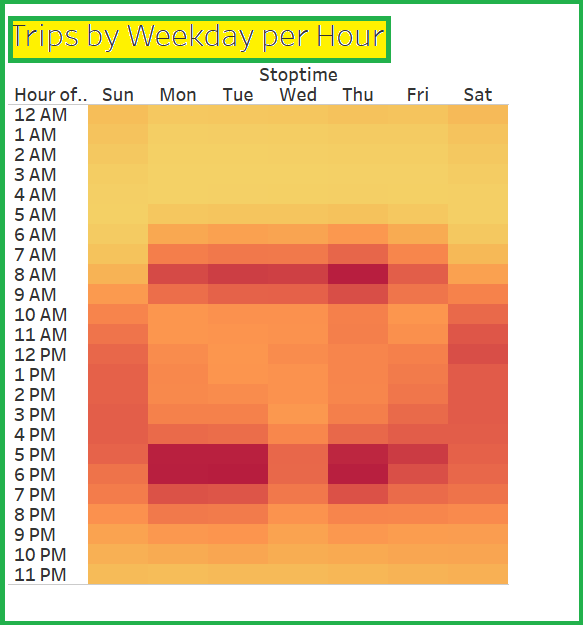 Trips by Weekday per Hour
Stoptime
Hour of.. Sun Mon Tue Wed Thu Fri Sat
12 AM
1 AM
2 AM
3 AM
4 AM
5 AM
6 AM
7 AM
8 AM
9 AM
10 AM
11 AM
12 PM
1 PM
2 PM
3 PM
4 PM
5 PM
6 PM
7 PM
8 PM
9 PM
10 PM
11 PM